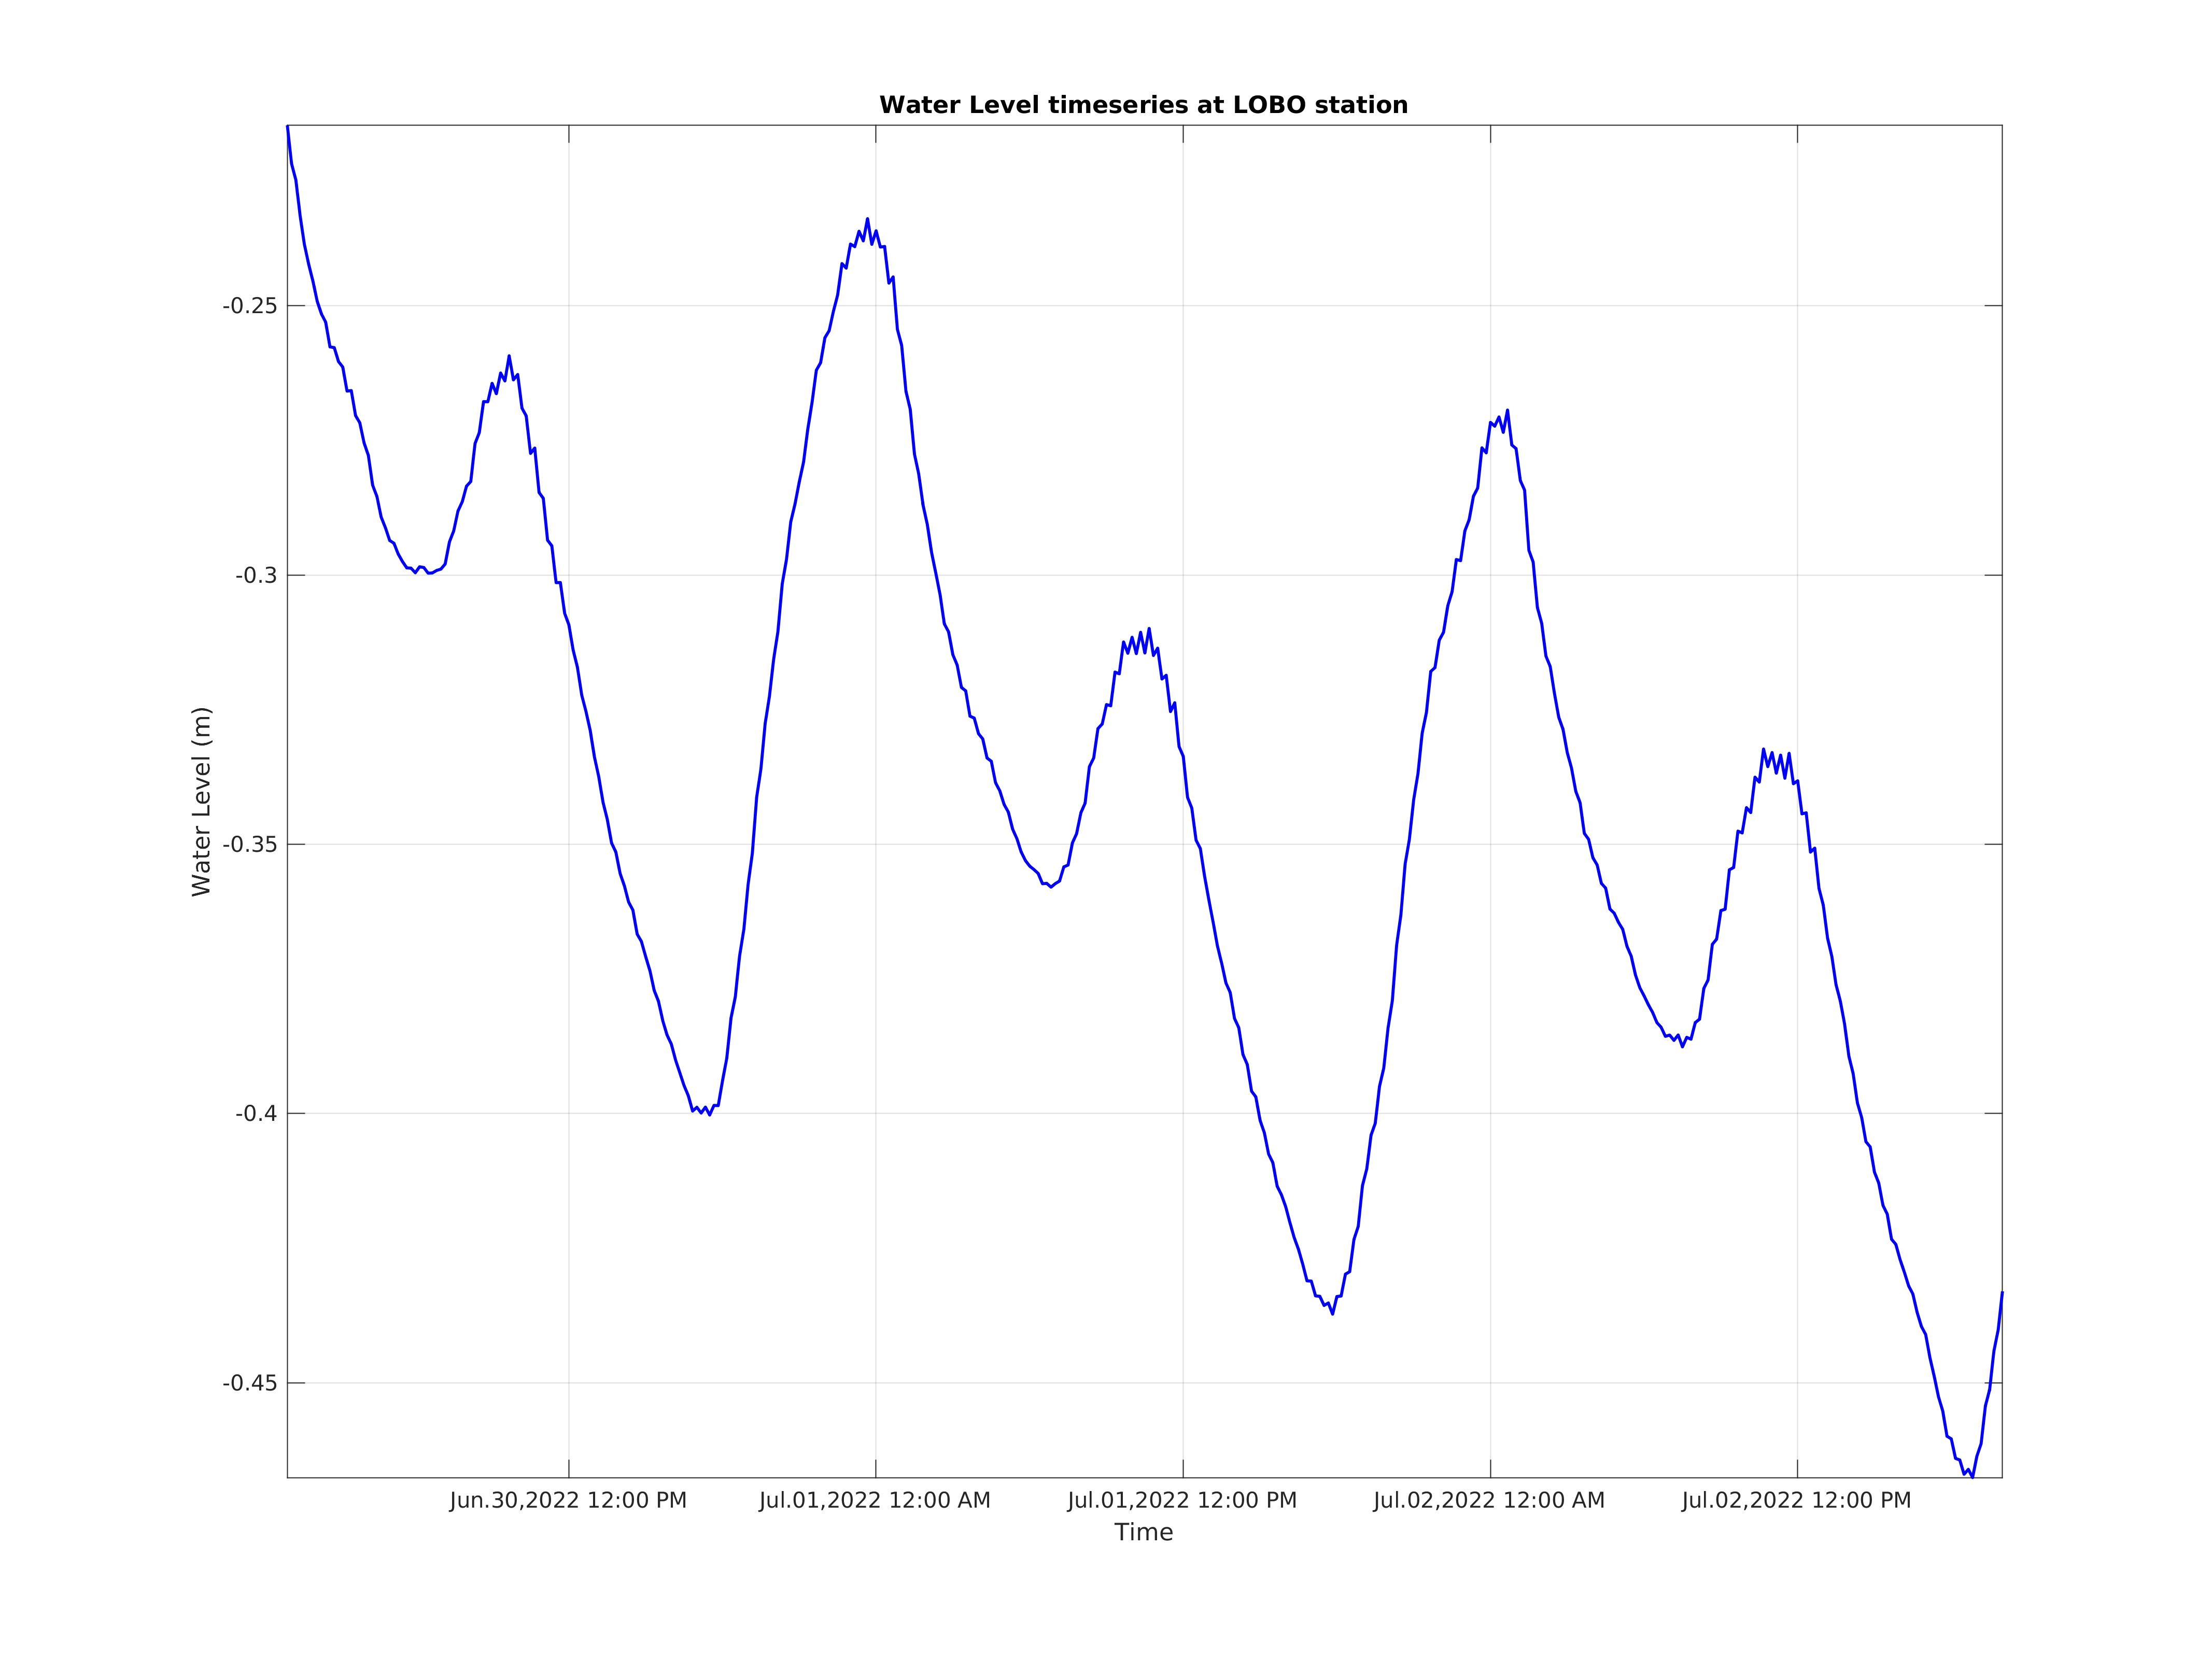 Water Level timeseries at LOBO station
-0.25
-0.3
-0.35
-0.4
-0.45
Water Level (m)
Jun.30,2022 12:00 PM
Jul.01,2022 12:00 AM
Jul.01,2022 12:00 PM
Jul.02,2022 12:00 AM
Jul.02,2022 12:00 PM
Time